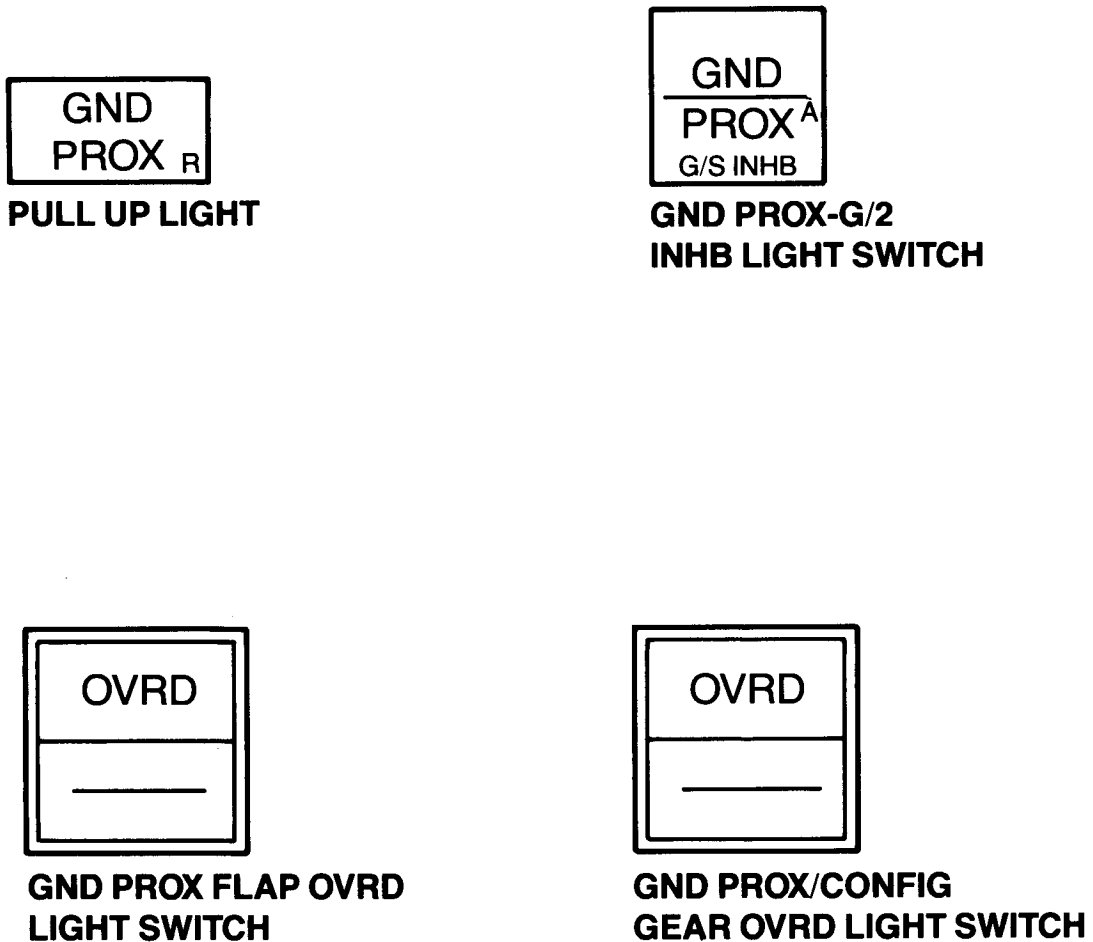 GND
PROX R
PULL UP LIGHT
GND
PROX A
G/S INHB
GND PROX-G/2
INHB LIGHT SWITCH
OVRD
GND PROX FLAP OVRD
LIGHT SWITCH
OVRD
GND PROX/CONFIG
GEAR OVRD LIGHT SWITCH